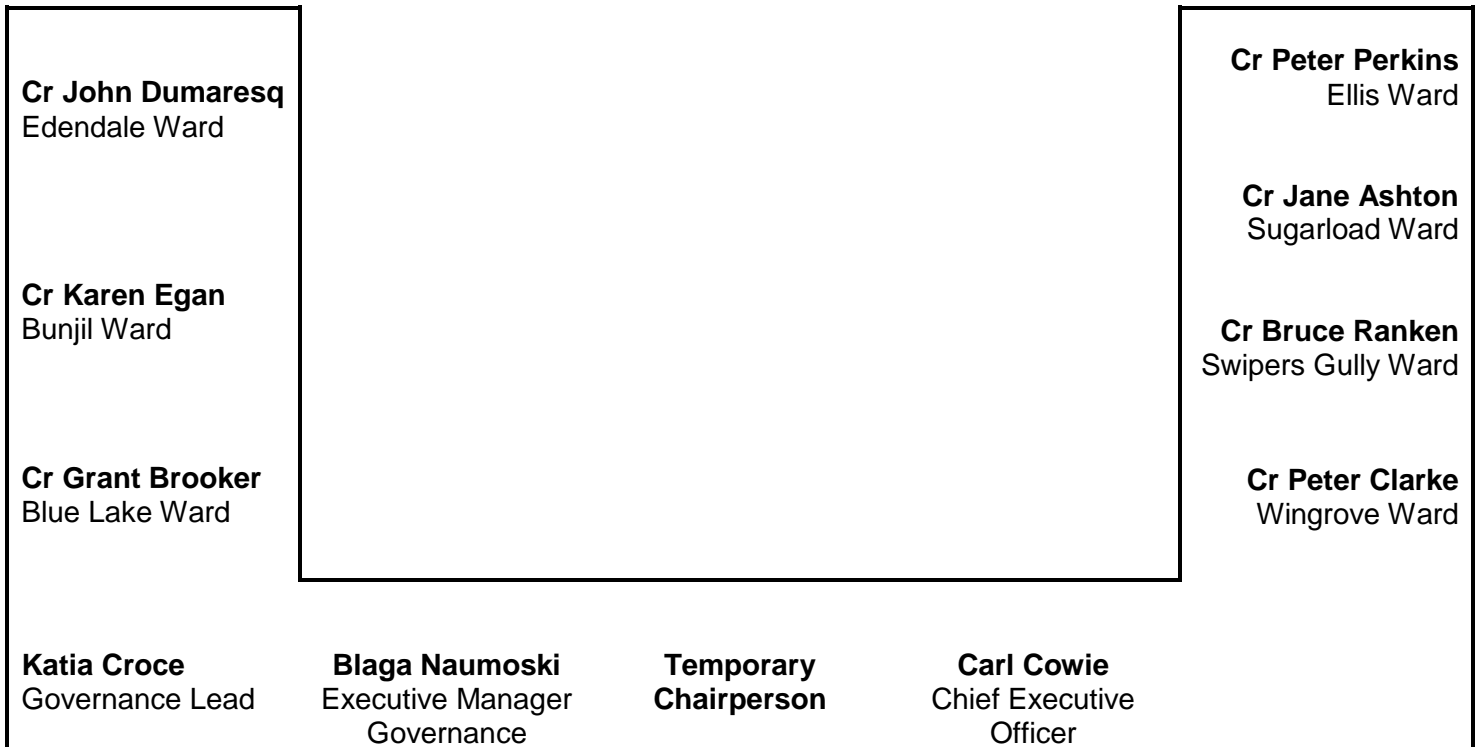 Cr John Dumaresq
Edendale Ward
Cr Karen Egan
Bunjil Ward
Cr Grant Brooker
Blue Lake Ward
Cr Peter Perkins
Ellis Ward
Cr Jane Ashton
Sugarload Ward
Cr Bruce Ranken
Swipers Gully Ward
Cr Peter Clarke
Wingrove Ward
Katia Croce
Governance Lead
Blaga Naumoski
Executive Manager
Governance
Temporary
Chairperson
Carl Cowie
Chief Executive
Officer